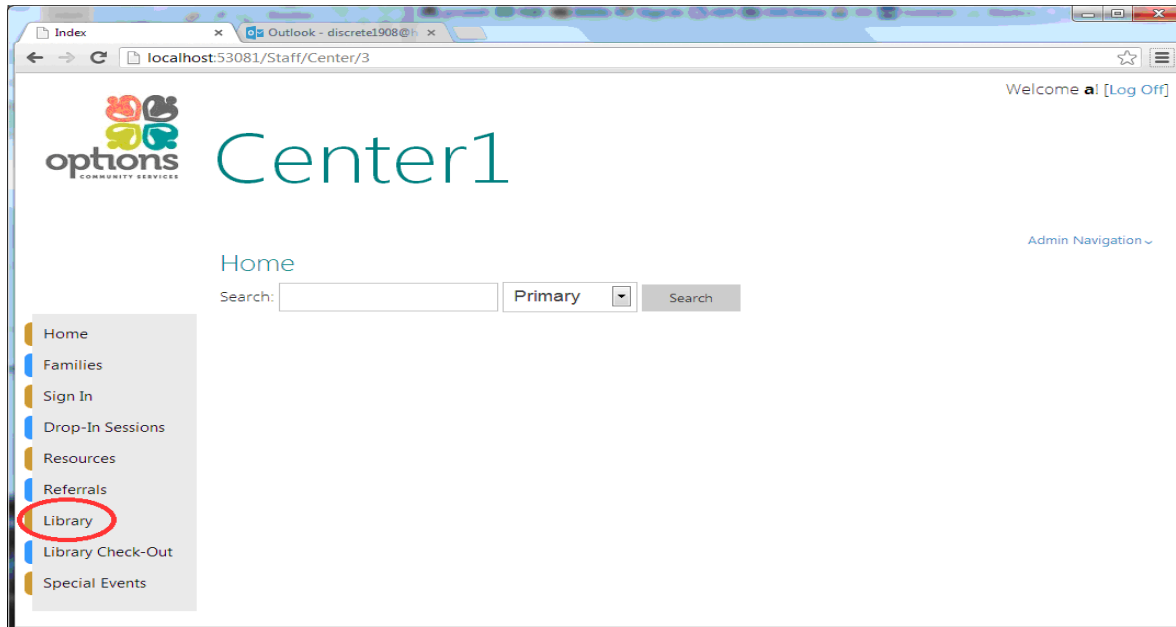 Index
Outlook - discrete1908@h
localhost:53081/Staff/Center/3
Welcome a! [Log Off]
options
COMMUNITY SERVICES
Center1
Admin Navigation
Home
Search: Primary Search
Home
Families
Sign In
Drop-In Sessions
Resources
Referrals
Library
Library Check-Out
Special Events